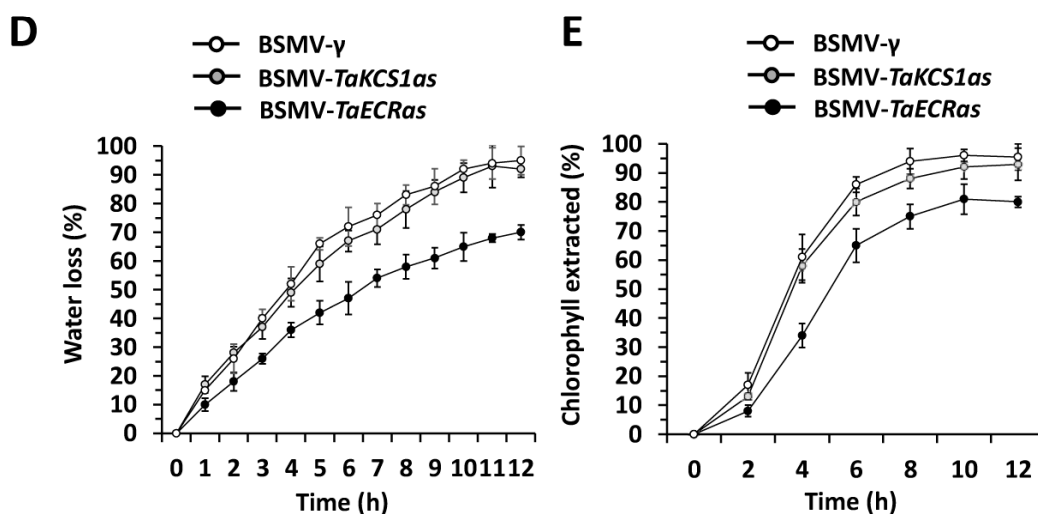 D
BSMV-γ
BSMV-TaKCS1as
BSMV-TaECRas
Water loss (%)
100
90
80
70
60
50
40
30
20
10
0
0 1 2 3 4 5 6 7 8 9 10 11 12
Time (h)
E
BSMV-γ
BSMV-TaKCS1as
BSMV-TaECRas
Chlorophyll extracted (%)
100
90
80
70
60
50
40
30
20
10
0
0 2 4 6 8 10 12
Time (h)